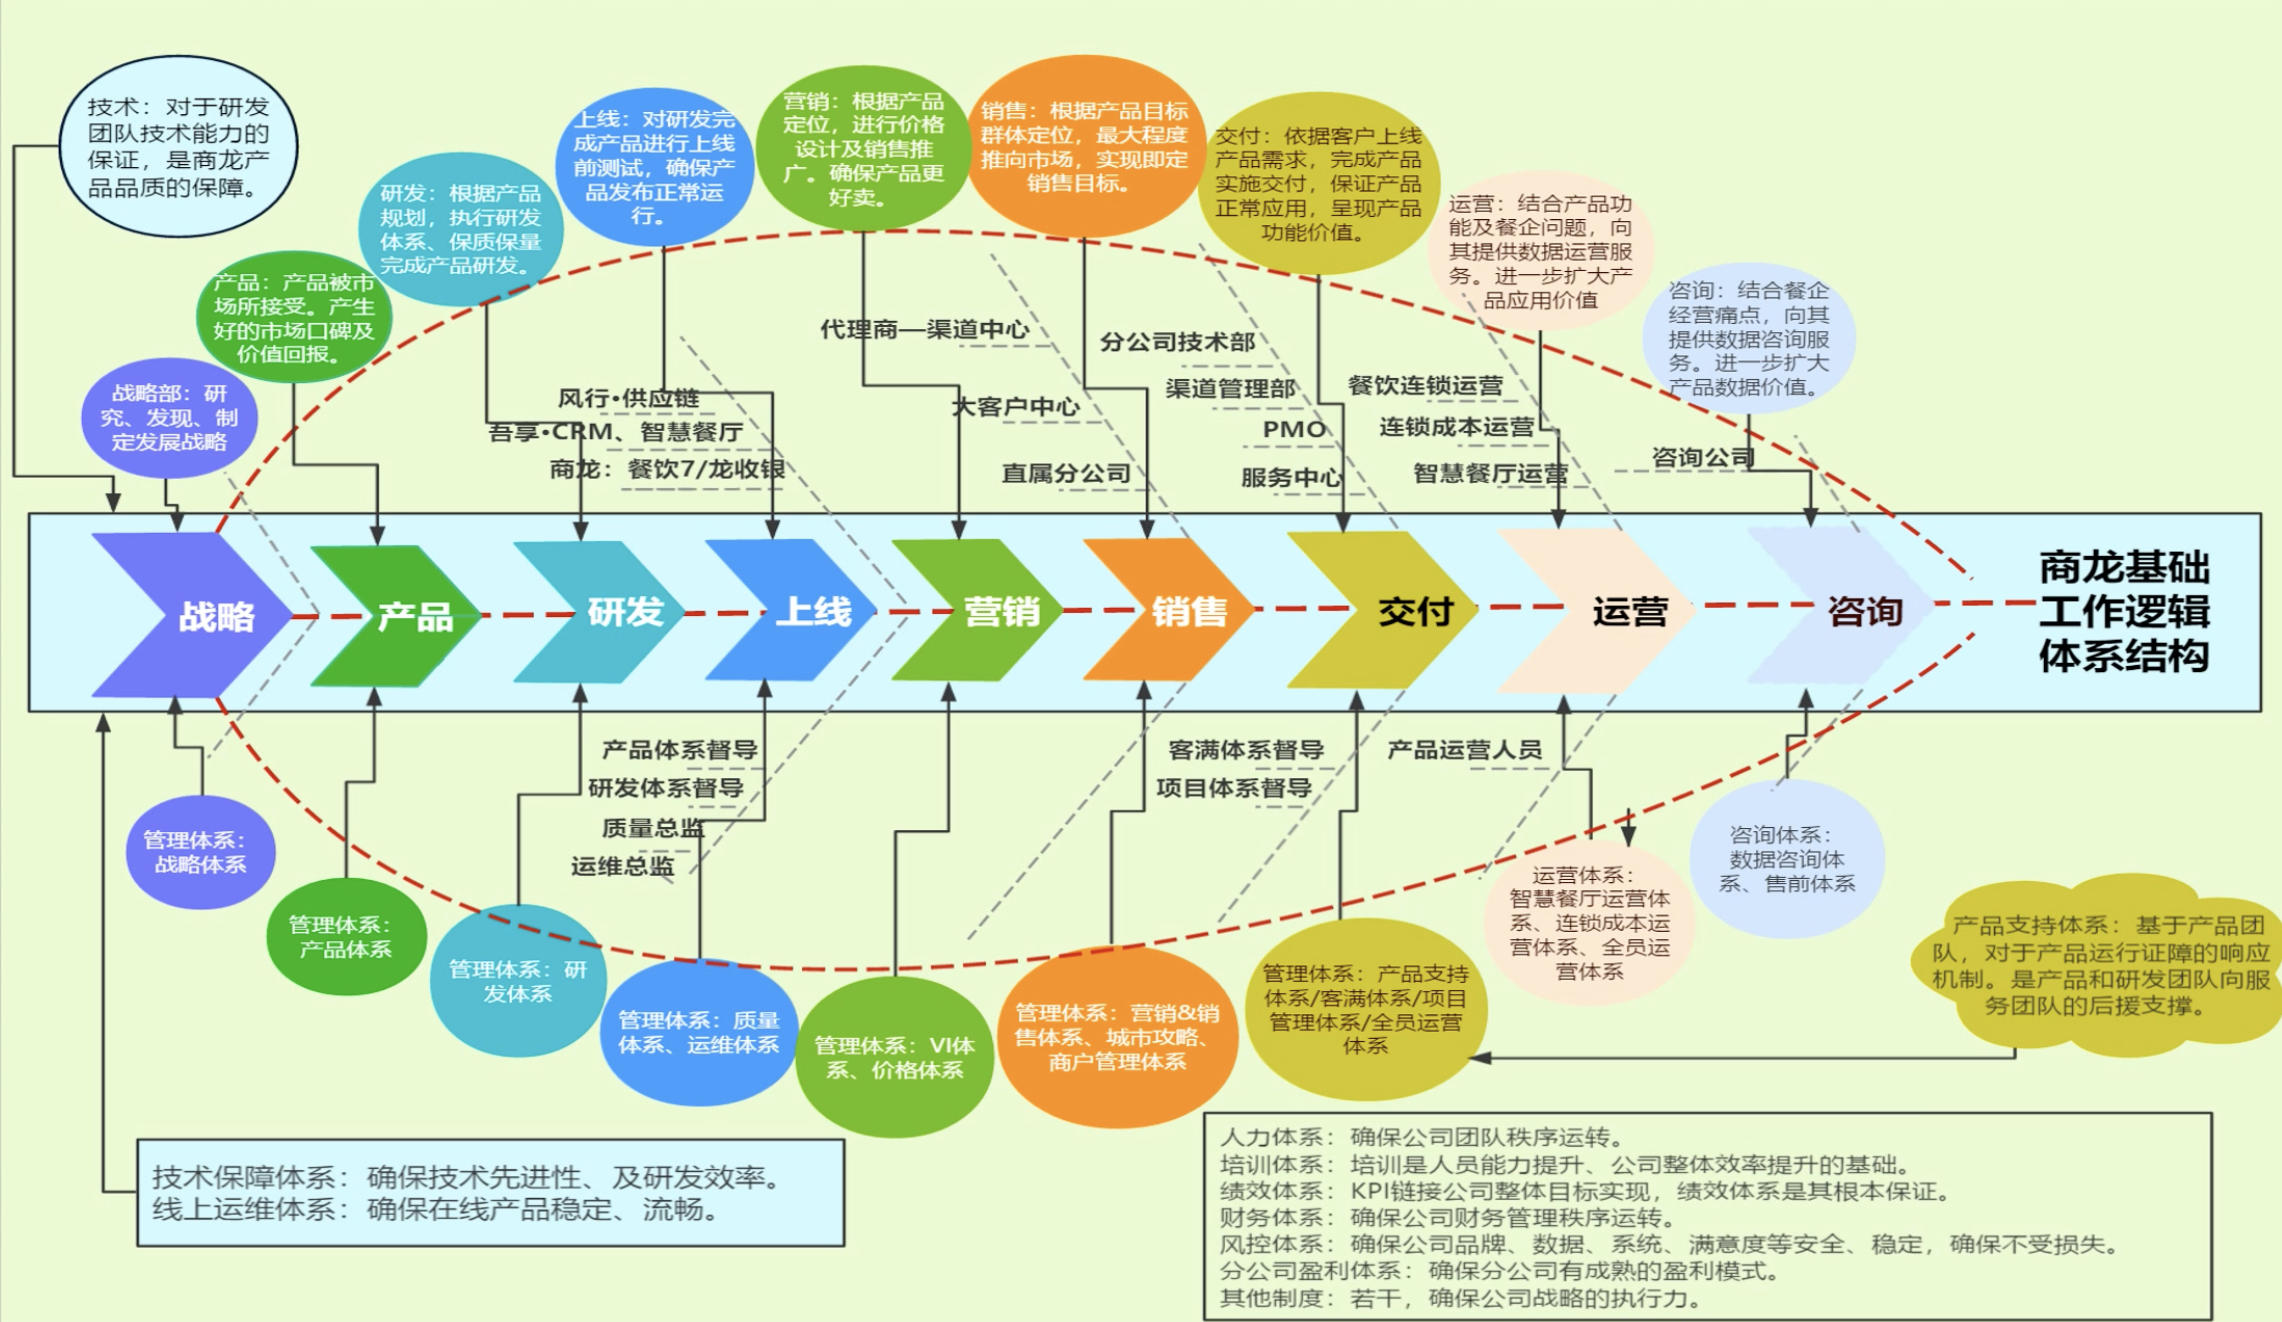 技术：对于研发
团队技术能力的
保证，是商龙产
品品质的保障。
战略部：研
究、发现、制
定发展战略
产品：产品被市
场所接受。产生
好的市场口碑及
价值回报。
研发：根据产品
规划，执行研发
体系、保质保量
完成产品研发。
上线：对研发完
成产品进行上线
前测试，确保产
品发布正常运
行。
营销：根据产品
定位，进行价格
设计及销售推
广。确保产品更
好卖。
销售：根据产品目标
群体定位，最大程度
推向市场，实现即定
销售目标。
交付：依据客户上线
产品需求，完成产品
实施交付，保证产品
正常应用，呈现产品
功能价值。
运营：结合产品功
能及餐企问题，向
其提供数据运营服
务。进一步扩大产
品应用价值
咨询：结合餐企
经营痛点，向其
提供数据咨询服
务。进一步扩大
产品数据价值。
风行•供应链
吾享•CRM、智慧餐厅
商龙：餐饮7/龙收银
代理商—渠道中心
大客户中心
直属分公司
分公司技术部
渠道管理部
PMO
服务中心
餐饮连锁运营
连锁成本运营
智慧餐厅运营
咨询公司
战略
产品
研发
上线
营销
销售
交付
运营
咨询
商龙基础
工作逻辑
体系结构
产品体系督导
研发体系督导
质量总监
运维总监
客满体系督导
项目体系督导
产品运营人员
管理体系：
战略体系
管理体系：
产品体系
管理体系：研
发体系
管理体系：质量
体系、运维体系
管理体系：VI体
系、价格体系
管理体系：营销&销
售体系、城市攻略、
商户管理体系
管理体系：产品支持
体系/客满体系/项目
管理体系/全员运营
体系
运营体系：
智慧餐厅运营体
系、连锁成本运
营体系、全员运
营体系
咨询体系：
数据咨询体
系、售前体系
产品支持体系：基于产品团
队，对于产品运行证障的响应
机制。是产品和研发团队向服
务团队的后援支撑。
技术保障体系：确保技术先进性、及研发效率。
线上运维体系：确保在线产品稳定、流畅。
人力体系：确保公司团队秩序运转。
培训体系：培训是人员能力提升、公司整体效率提升的基础。
绩效体系：KPI链接公司整体目标实现，绩效体系是其根本保证。
财务体系：确保公司财务管理秩序运转。
风控体系：确保公司品牌、数据、系统、满意度等安全、稳定，确保不受损失。
分公司盈利体系：确保分公司有成熟的盈利模式。
其他制度：若干，确保公司战略的执行力。